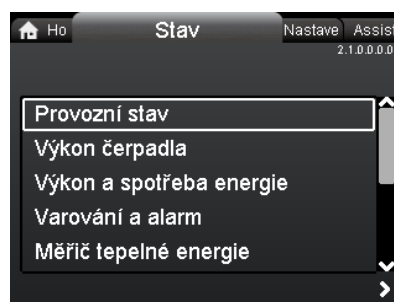 Ho Stav Nastave Assist
2.1.0.0.0.0
Provozní stav
Výkon čerpadla
Výkon a spotřeba energie
Varování a alarm
Měřič tepelné energie